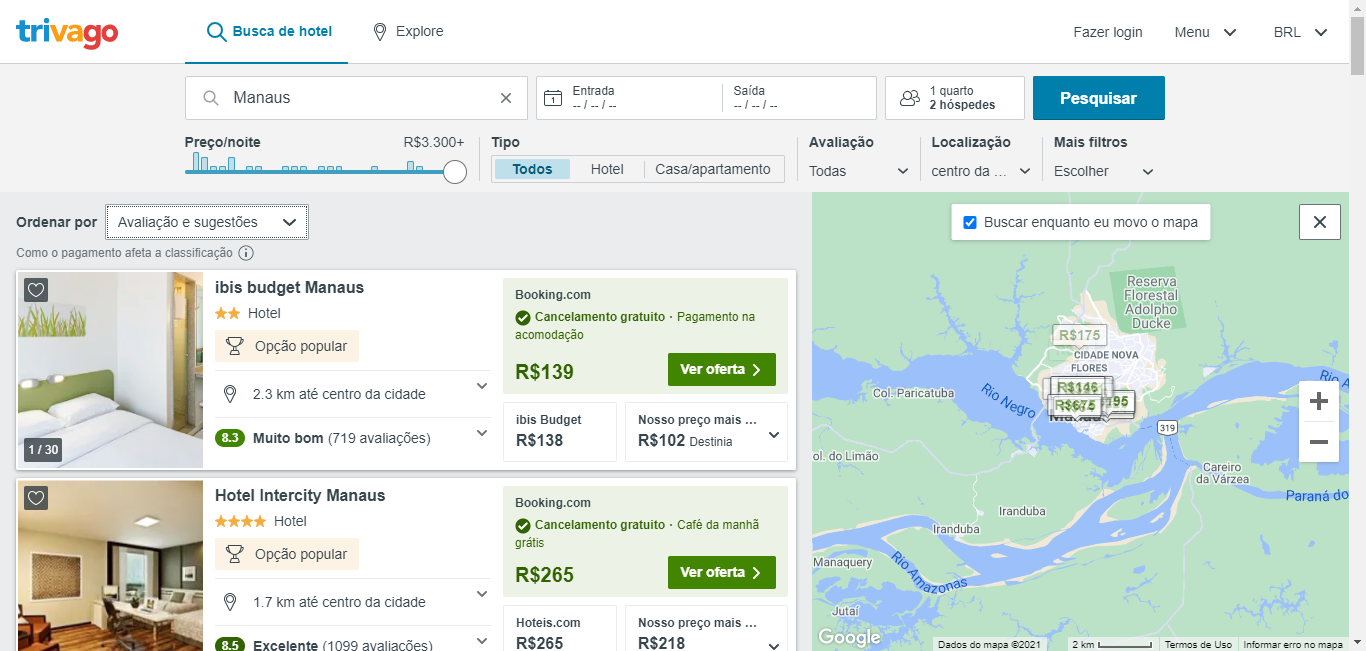 trivago
Busca de hotel
Explore
Fazer login
Menu
BRL
Manaus
Entrada
-- / -- / --
Saída
-- / -- / --
1 quarto
2 hóspedes
Pesquisar
Preço/noite
R$3.300+
Tipo
Todos
Hotel
Casa/apartamento
Avaliação
Todas
Localização
centro da ...
Mais filtros
Escolher
Ordenar por
Avaliação e sugestões
Como o pagamento afeta a classificação
ibis budget Manaus
Hotel
Opção popular
2.3 km até centro da cidade
8.3 Muito bom (719 avaliações)
1 / 30
Booking.com
Cancelamento gratuito · Pagamento na
acomodação
R$139
Ver oferta
ibis Budget
R$138
Nosso preço mais ...
R$102 Destinia
Hotel Intercity Manaus
Hotel
Opção popular
1.7 km até centro da cidade
8.5 Excelente (1099 avaliações)
Booking.com
Cancelamento gratuito · Café da manhã
grátis
R$265
Ver oferta
Hoteis.com
R$265
Nosso preço mais ...
R$218
Buscar enquanto eu movo o mapa
Reserva
Florestal
Adolpho
Ducke
R$175
CIDADE NOVA
FLORES
R$146
R$675
95
Col. Paricatuba
Rio Negro
319
ol. do Limão
Careiro
da Várzea
Paraná do
Iranduba
Iranduba
Manaquery
Rio Amazonas
Jutaí
Rio A
Google
Dados do mapa ©2021
2 km
Termos de Uso
Informar erro no mapa